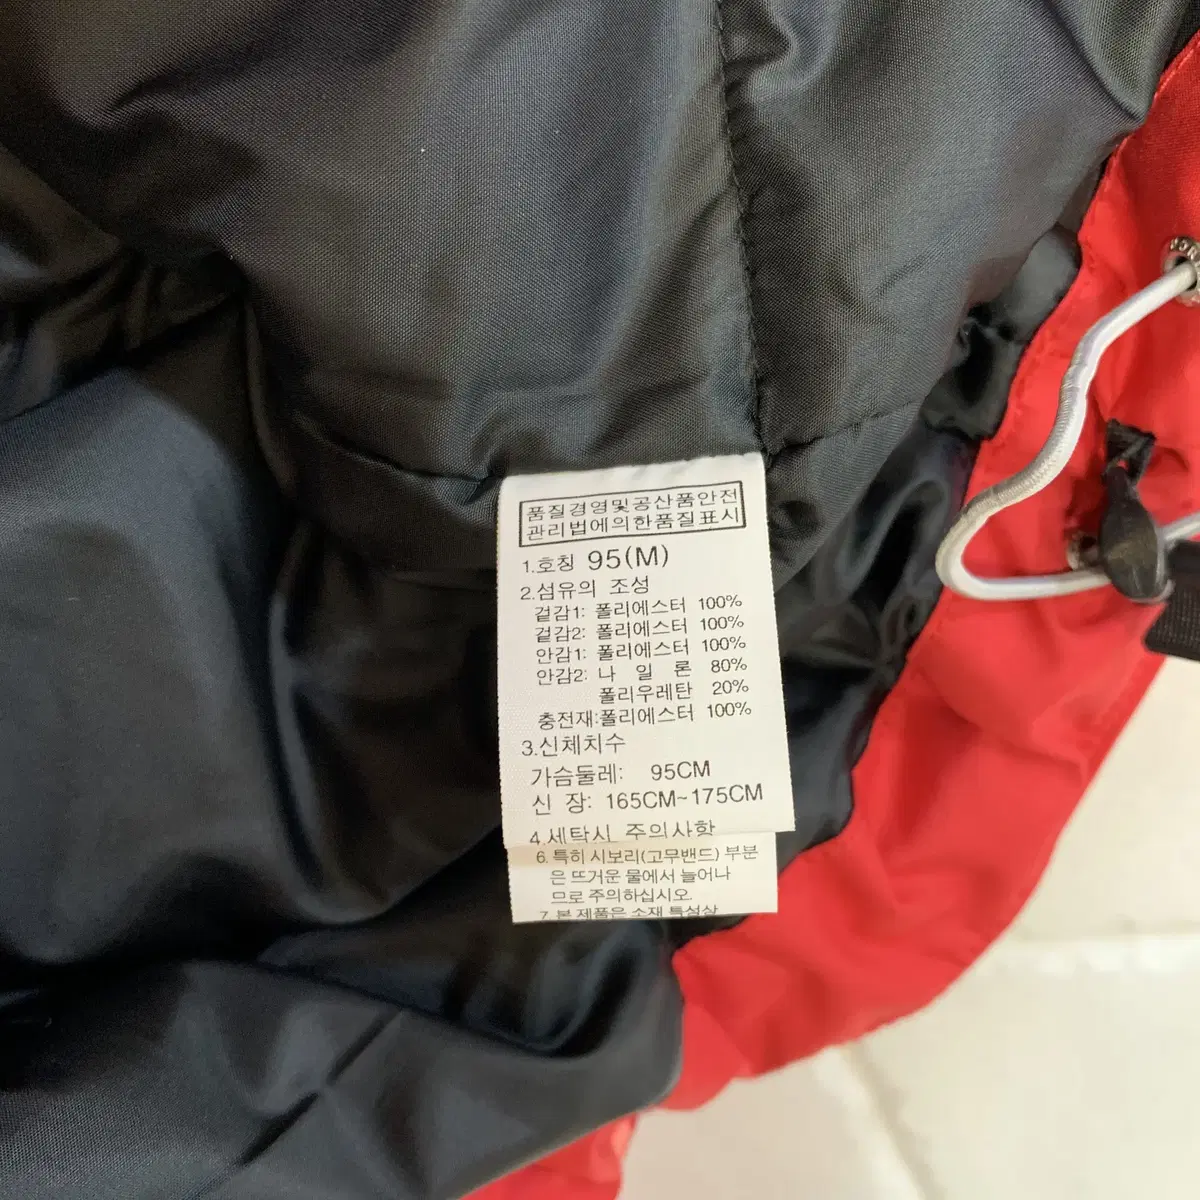 품질경영및공산품안전
관리법에의한품질표시
1.호칭 95(M)
2.섬유의 조성
겉감1: 폴리에스터 100%
겉감2: 폴리에스터 100%
안감1: 폴리에스터 100%
안감2: 나 일 론 80%
폴리우레탄 20%
충전재:폴리에스터 100%
3.신체치수
가슴둘레: 95CM
신 장: 165CM~175CM
4.세탁시 주의사항
6.특히 시보리(고무밴드) 부분
은 뜨거운 물에서 늘어나
므로 주의하십시오.
7.본 제품은 소재 특성상